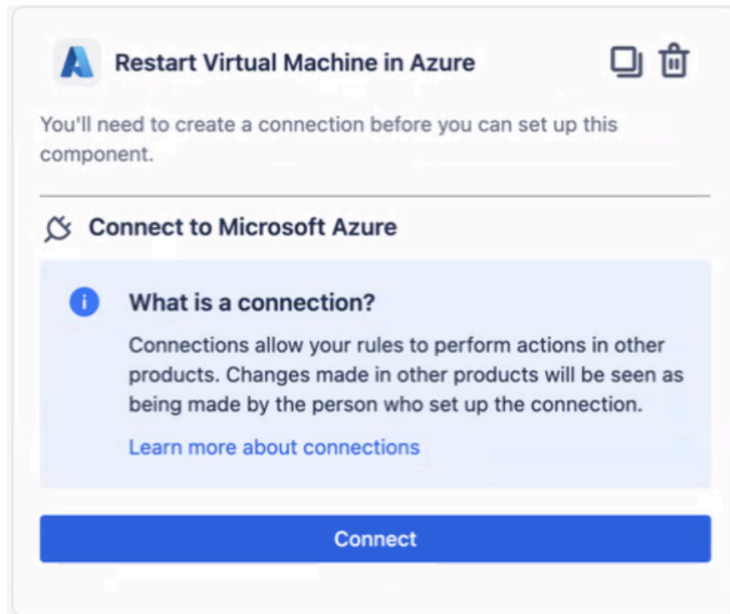 Restart Virtual Machine in Azure
You'll need to create a connection before you can set up this
component.
Connect to Microsoft Azure
What is a connection?
Connections allow your rules to perform actions in other
products. Changes made in other products will be seen as
being made by the person who set up the connection.
Learn more about connections
Connect